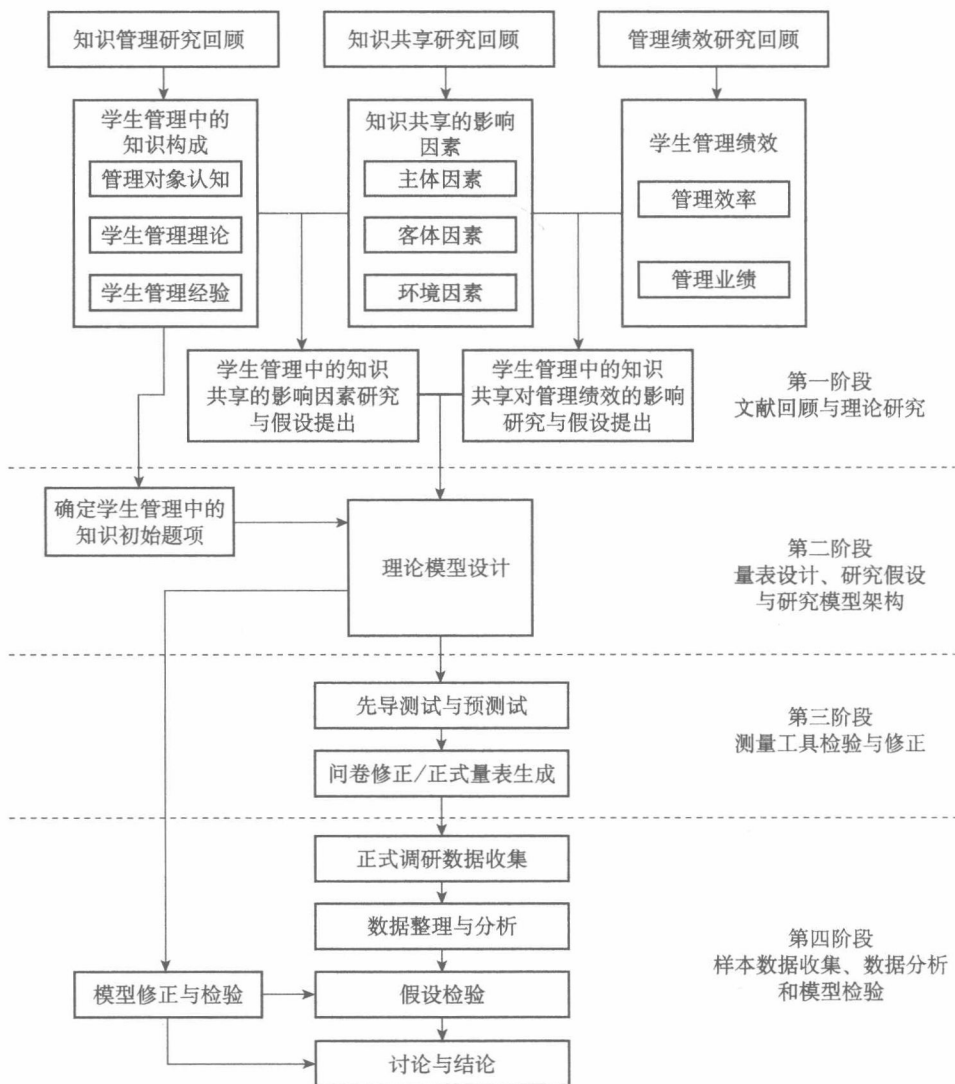 知识管理研究回顾
知识共享研究回顾
管理绩效研究回顾
学生管理中的
知识构成
管理对象认知
学生管理理论
学生管理经验
知识共享的影响
因素
主体因素
客体因素
环境因素
学生管理绩效
管理效率
管理业绩
学生管理中的知识
共享的影响因素研究
与假设提出
学生管理中的知识
共享对管理绩效的影响
研究与假设提出
第一阶段
文献回顾与理论研究
确定学生管理中的
知识初始题项
理论模型设计
第二阶段
量表设计、研究假设
与研究模型架构
先导测试与预测试
问卷修正/正式量表生成
第三阶段
测量工具检验与修正
正式调研数据收集
数据整理与分析
模型修正与检验
假设检验
讨论与结论
第四阶段
样本数据收集、数据分析
和模型检验